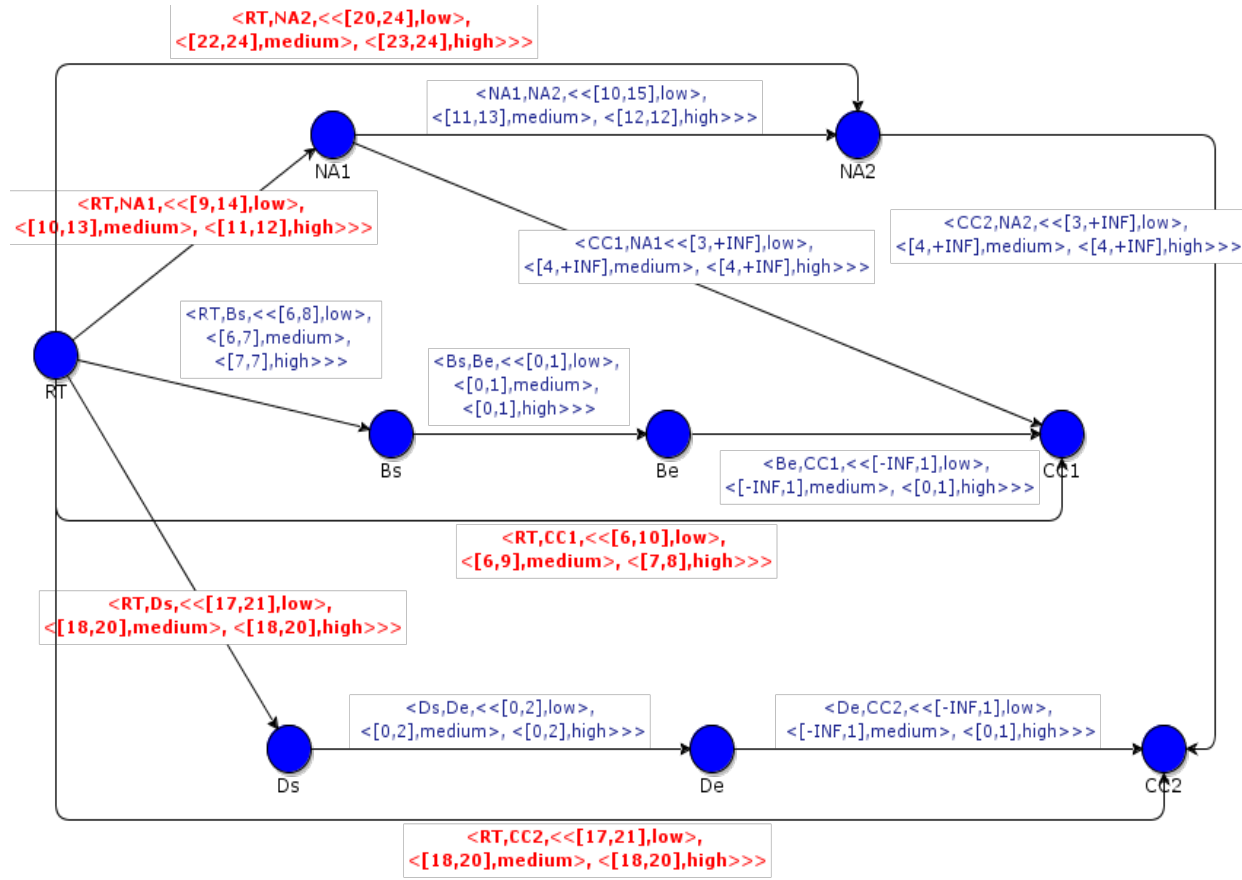 <RT,NA2,<<[20,24],low>,
<[22,24],medium>, <[23,24],high>>>
<NA1,NA2,<<[10,15],low>,
<[11,13],medium>, <[12,12],high>>>
NA1
NA2
<RT,NA1,<<[9,14],low>,
<[10,13],medium>, <[11,12],high>>>
<CC2,NA2,<<[3,+INF],low>,
<[4,+INF],medium>, <[4,+INF],high>>>
<CC1,NA1<<[3,+INF],low>,
<[4,+INF],medium>, <[4,+INF],high>>>
<RT,Bs,<<[6,8],low>,
<[6,7],medium>,
<[7,7],high>>>
RT
<Bs,Be,<<[0,1],low>,
<[0,1],medium>,
<[0,1],high>>>
Bs
Be
CC1
<Be,CC1,<<[-INF,1],low>,
<[-INF,1],medium>, <[0,1],high>>>
<RT,CC1,<<[6,10],low>,
<[6,9],medium>, <[7,8],high>>>
<RT,Ds,<<[17,21],low>,
<[18,20],medium>, <[18,20],high>>>
<Ds,De,<<[0,2],low>,
<[0,2],medium>, <[0,2],high>>>
<De,CC2,<<[-INF,1],low>,
<[-INF,1],medium>, <[0,1],high>>>
Ds
De
CC2
<RT,CC2,<<[17,21],low>,
<[18,20],medium>, <[18,20],high>>>